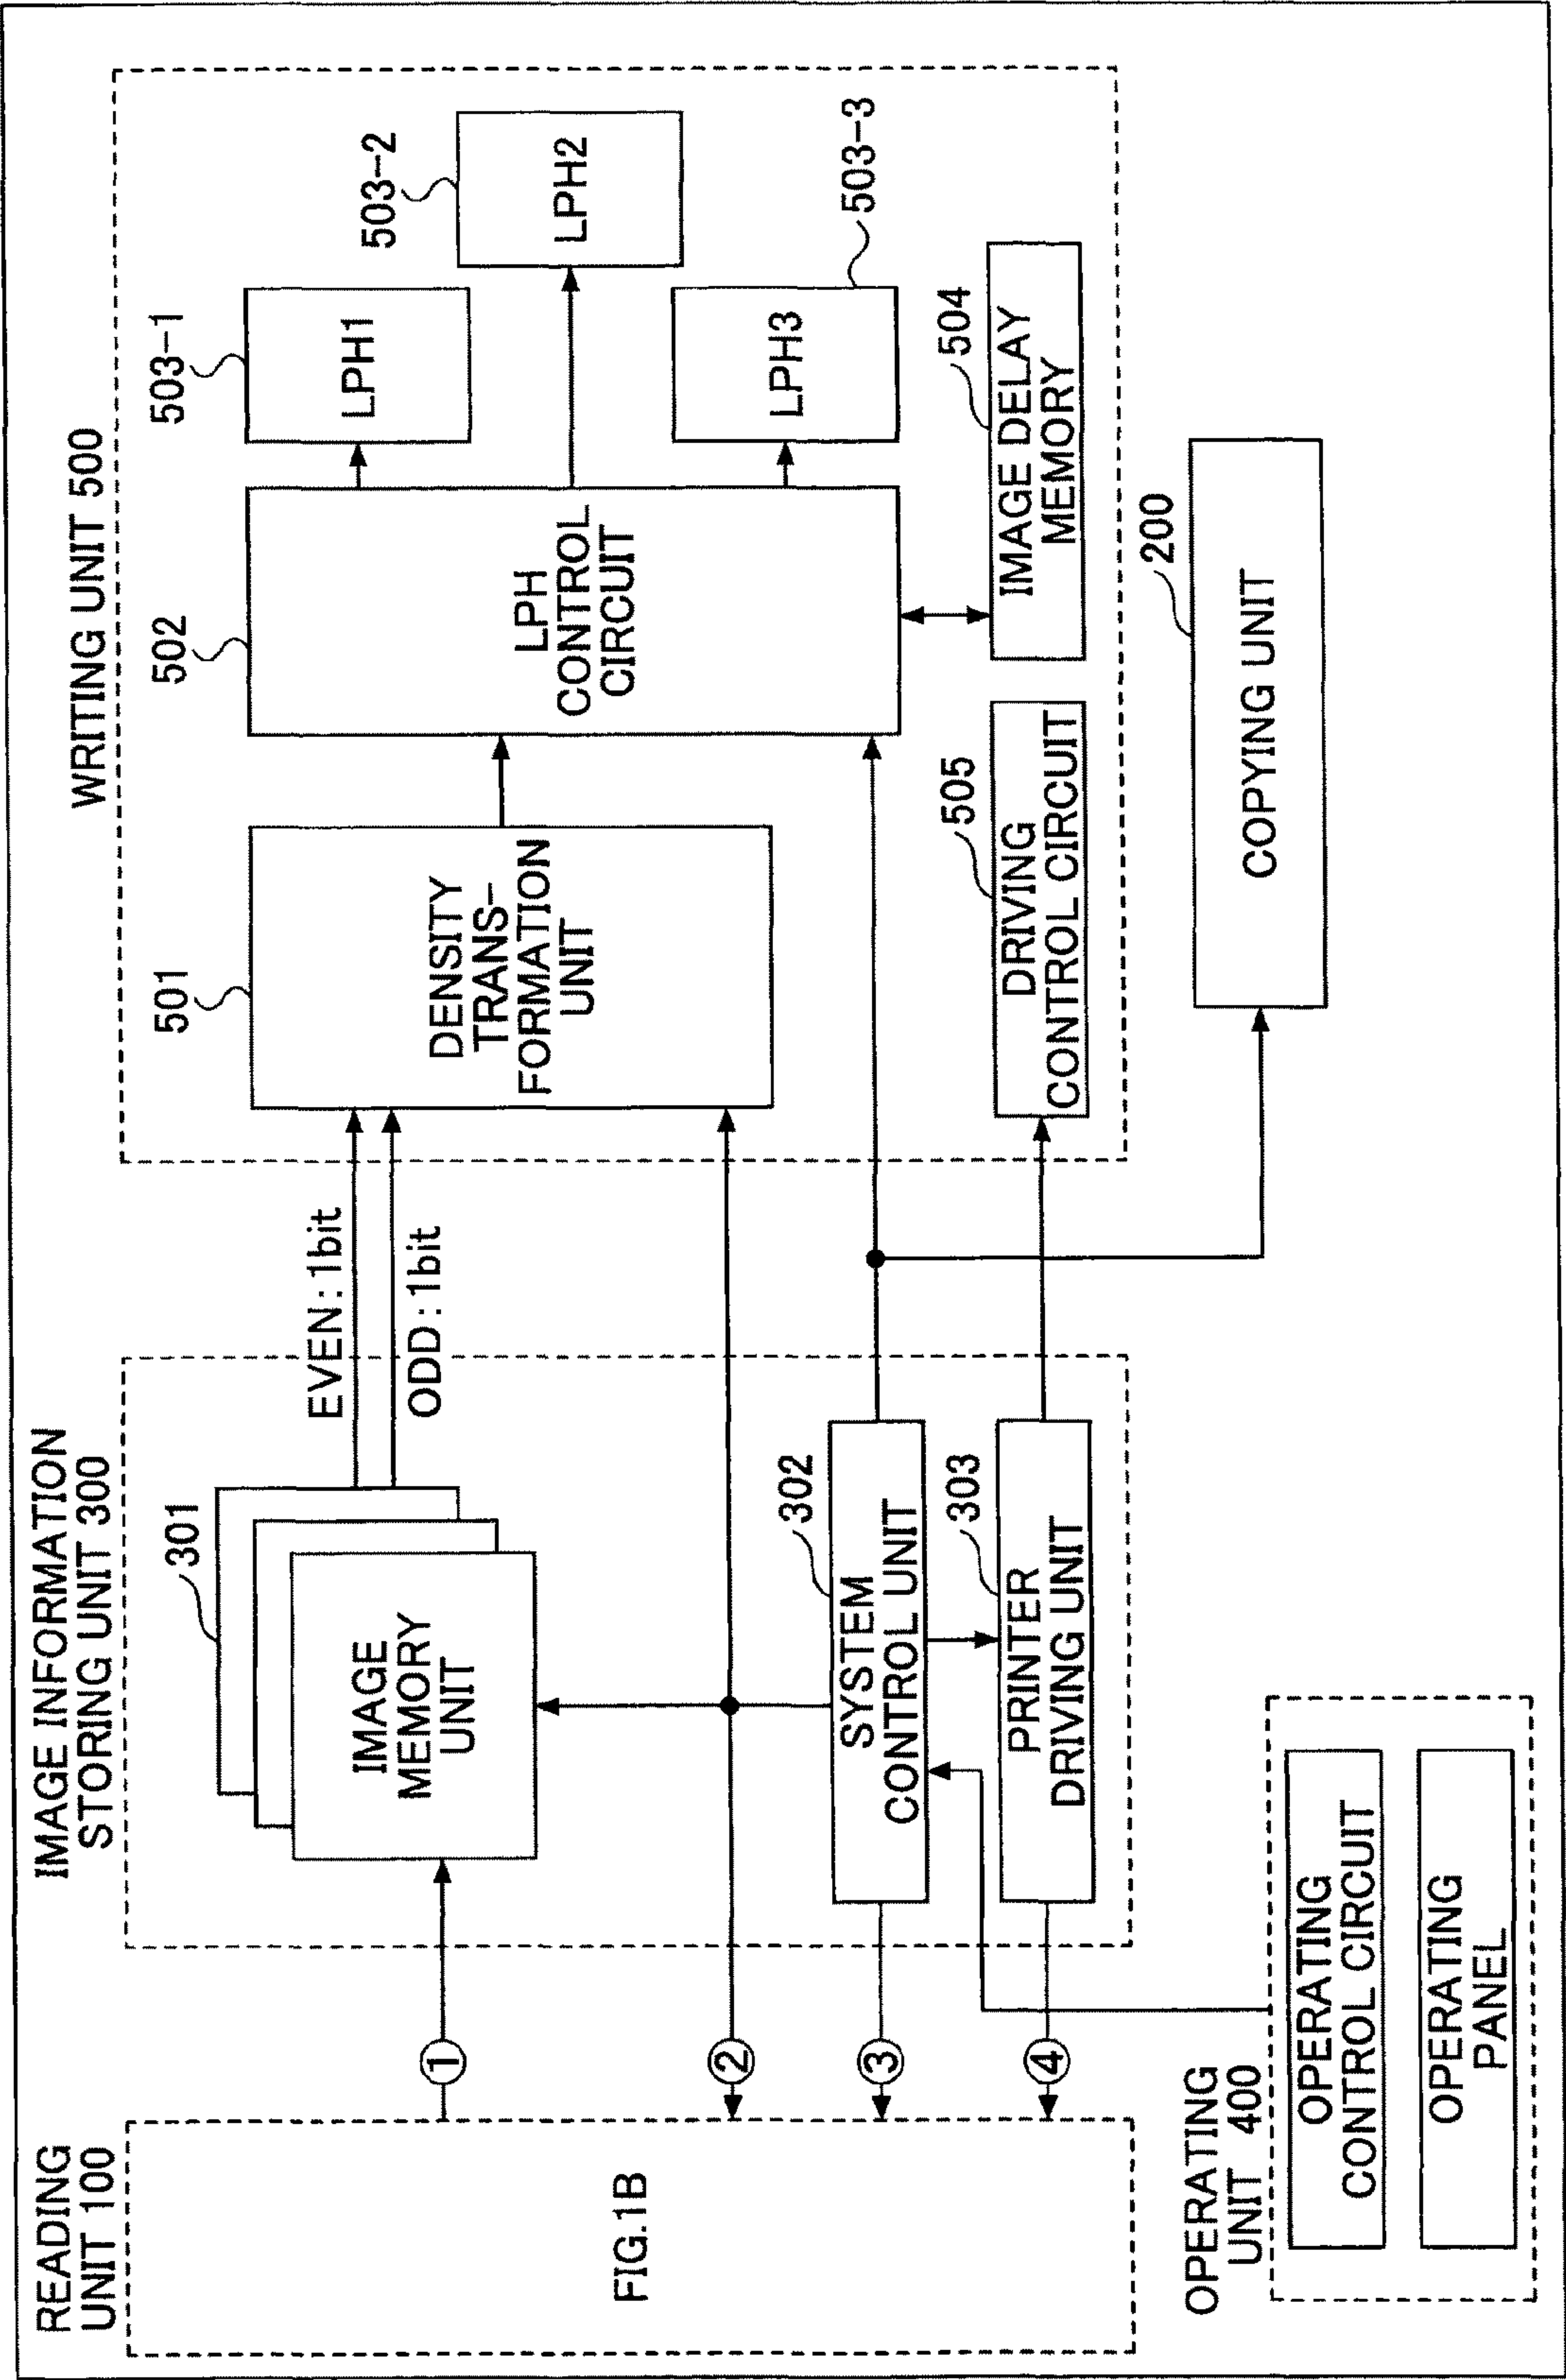 READING
UNIT 100
FIG.1B
①
②
③
④
IMAGE INFORMATION
STORING UNIT 300
301
IMAGE
MEMORY
UNIT
EVEN:1bit
ODD:1bit
302
SYSTEM
CONTROL UNIT
303
PRINTER
DRIVING UNIT
OPERATING
UNIT 400
OPERATING
CONTROL CIRCUIT
OPERATING
PANEL
WRITING UNIT 500
501
DENSITY
TRANS-
FORMATION
UNIT
502
LPH
CONTROL
CIRCUIT
503-1
LPH1
503-2
LPH2
503-3
LPH3
504
IMAGE DELAY
MEMORY
505
DRIVING
CONTROL CIRCUIT
200
COPYING UNIT